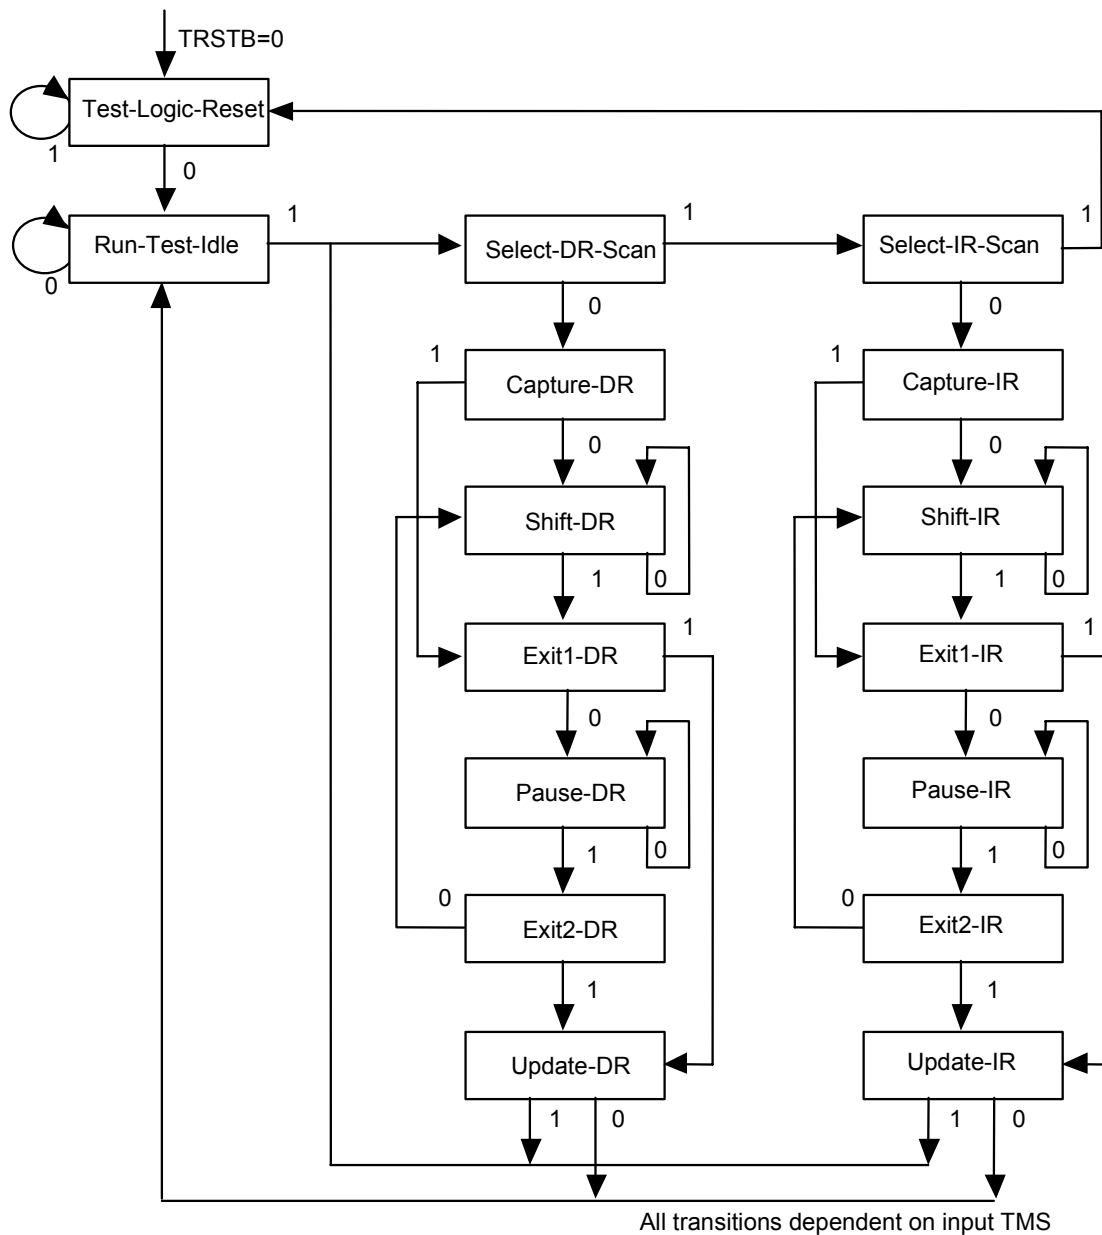 TRSTB=0
Test-Logic-Reset
1
0
Run-Test-Idle
0
1
Select-DR-Scan
1
Select-IR-Scan
1
0
0
1
Capture-DR
0
1
Capture-IR
0
Shift-DR
1
0
Shift-IR
1
0
Exit1-DR
1
0
Exit1-IR
1
0
Pause-DR
1
0
Pause-IR
1
0
0
Exit2-DR
1
0
Exit2-IR
1
Update-DR
1
0
Update-IR
1
0
All transitions dependent on input TMS